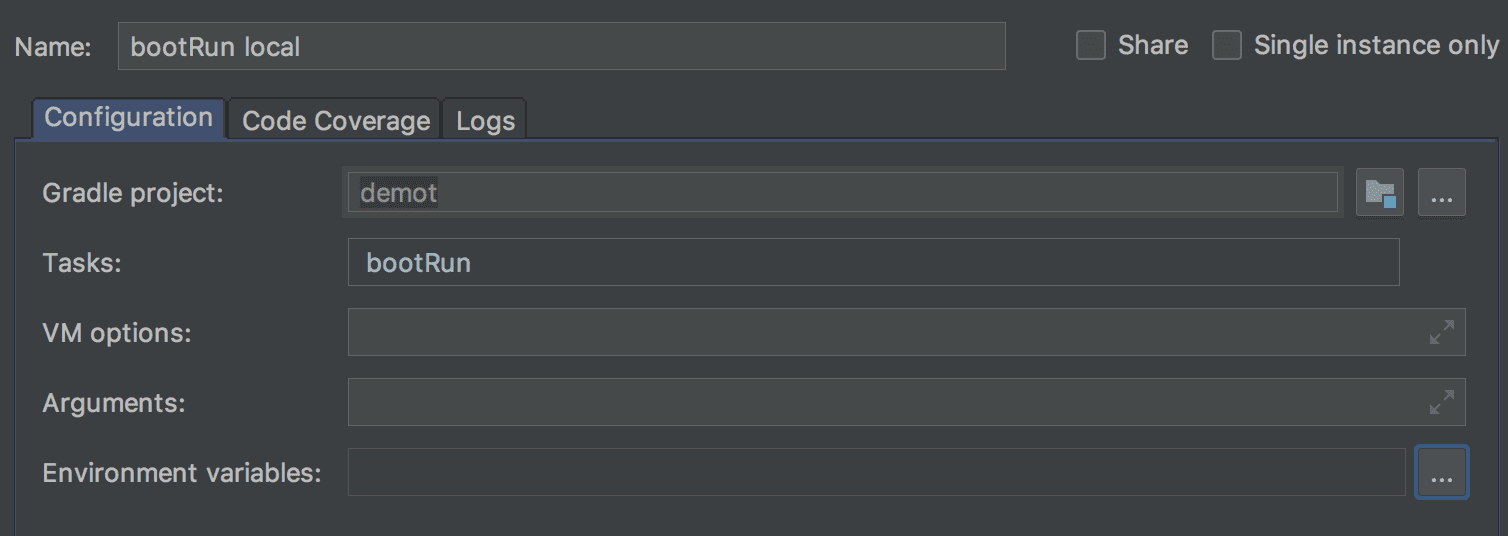 Name: bootRun local Share Single instance only
Configuration Code Coverage Logs
Gradle project: demot ...
Tasks: bootRun
VM options:
Arguments:
Environment variables: ...